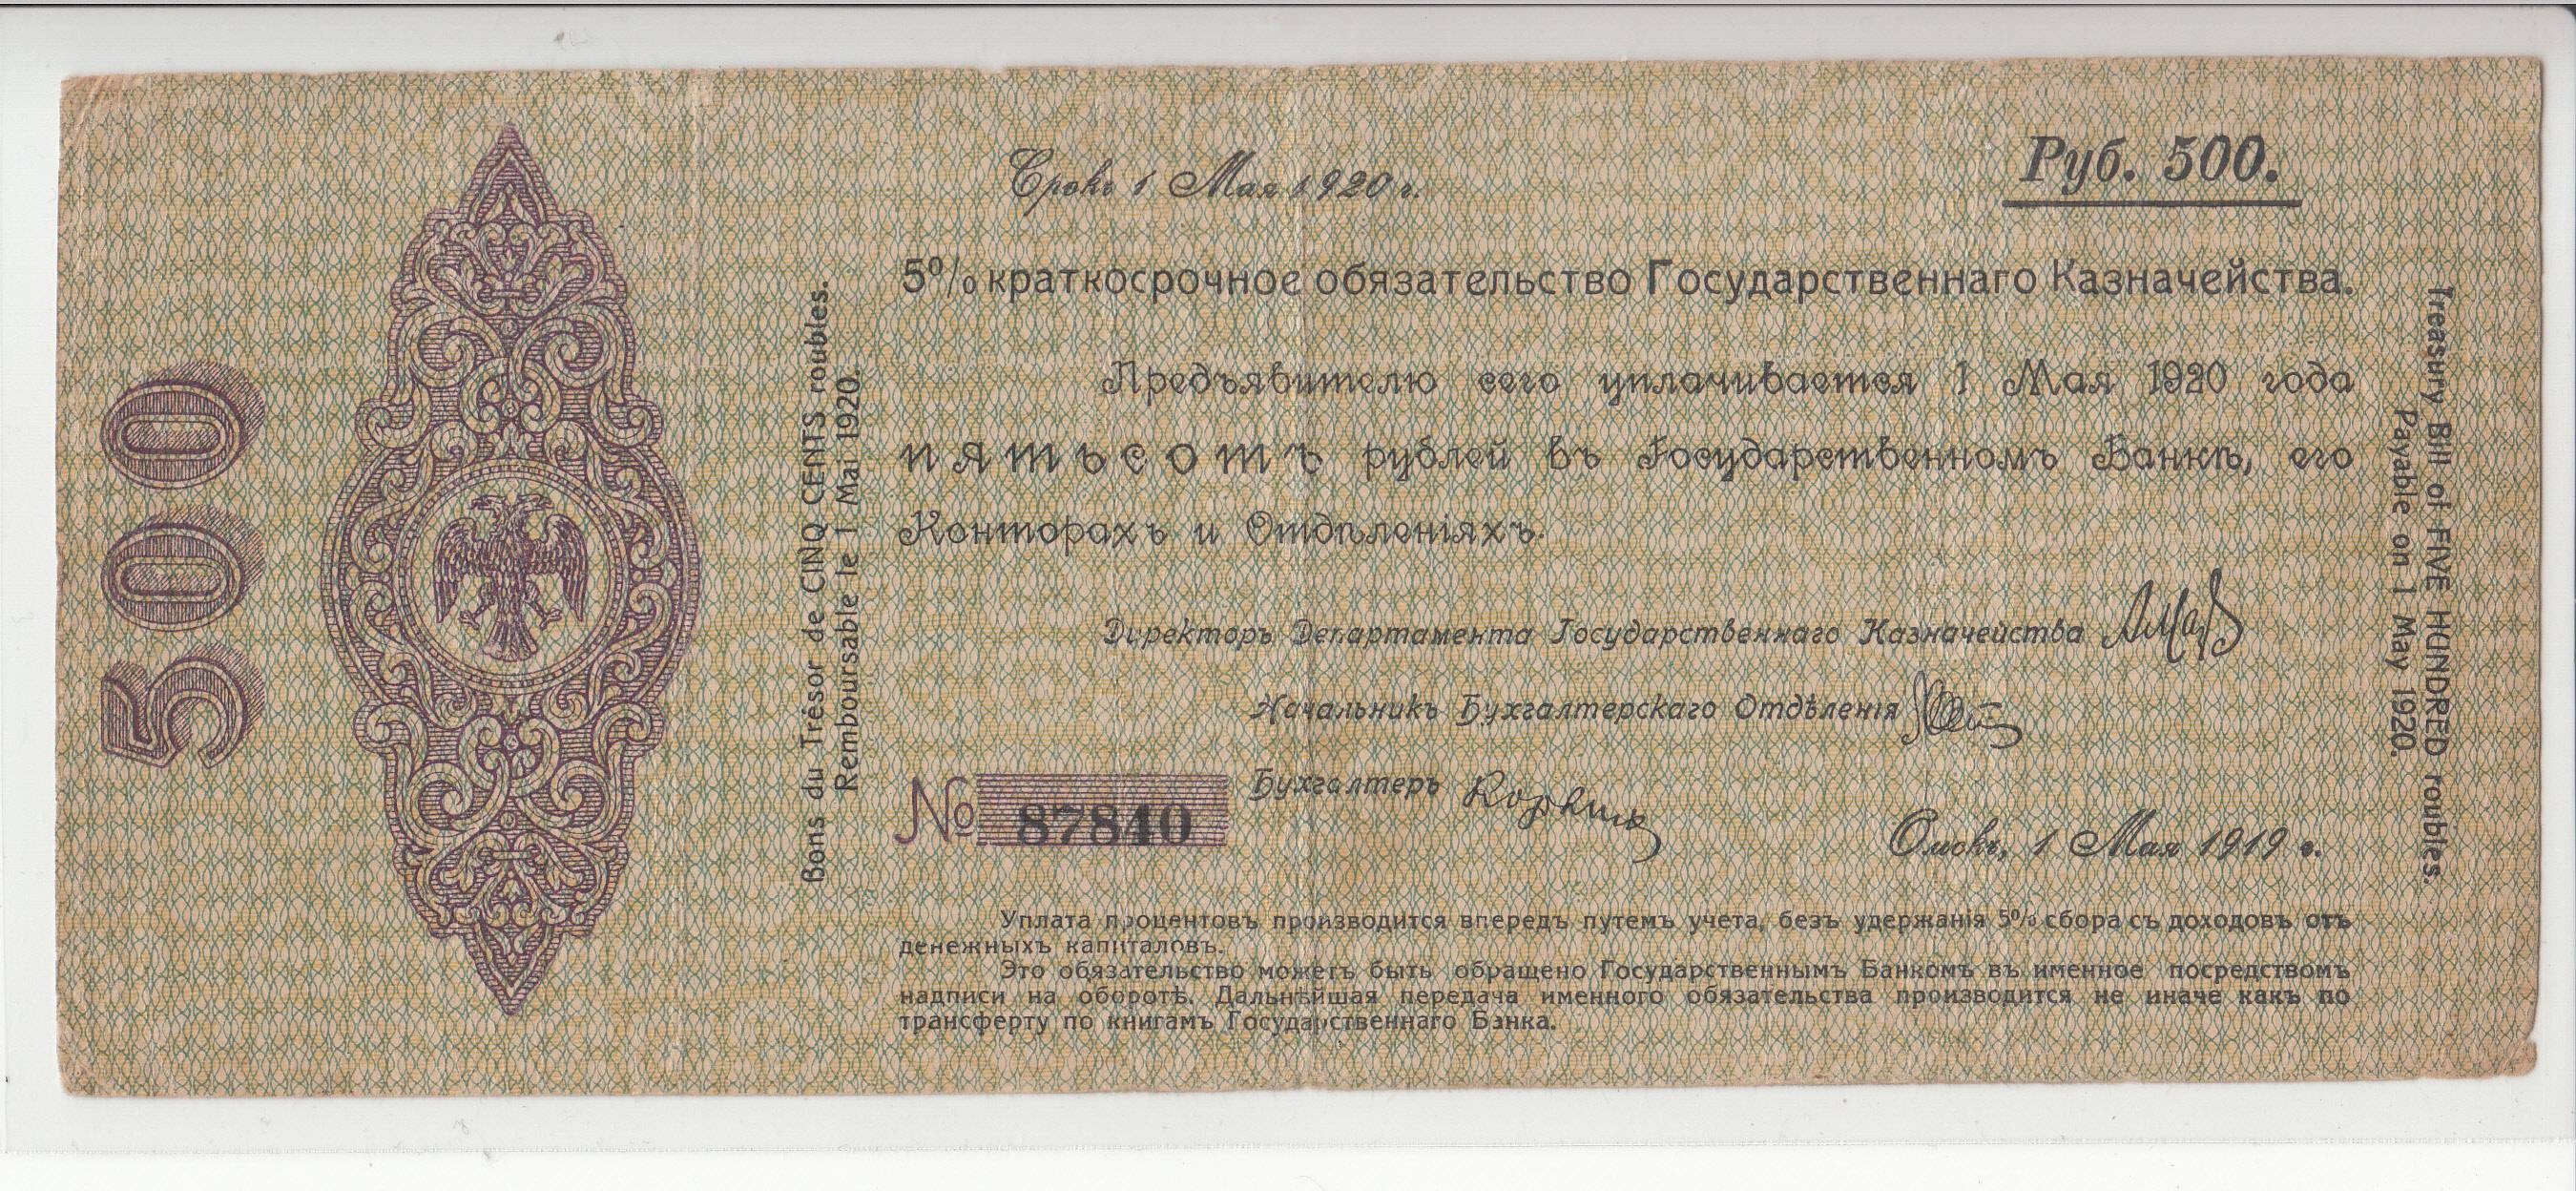 500
Bons du Trésor de CINQ CENTS roubles.
Remboursable le 1 Mai 1920.
Срокъ 1 Мая 1920 г.
Руб. 500.
5% краткосрочное обязательство Государственнаго Казначейства.
Предъявителю сего уплачивается 1 Мая 1920 года
пятьсотъ рублей въ Государственномъ Банкѣ, его
Конторахъ и Отдѣленіяхъ.
Директоръ Департамента Государственнаго Казначейства
Начальникъ Бухгалтерскаго Отдѣленія
Бухгалтеръ
№ 87840
Омскъ, 1 Мая 1919 г.
Уплата процентовъ производится впередъ путемъ учета, безъ удержанія 5% сбора съ доходовъ отъ
денежныхъ капиталовъ.
Это обязательство можетъ быть обращено Государственнымъ Банкомъ въ именное посредствомъ
надписи на оборотѣ. Дальнѣйшая передача именного обязательства производится не иначе какъ по
трансферту по книгамъ Государственнаго Банка.
Treasury Bill of FIVE HUNDRED roubles.
Payable on 1 May 1920.